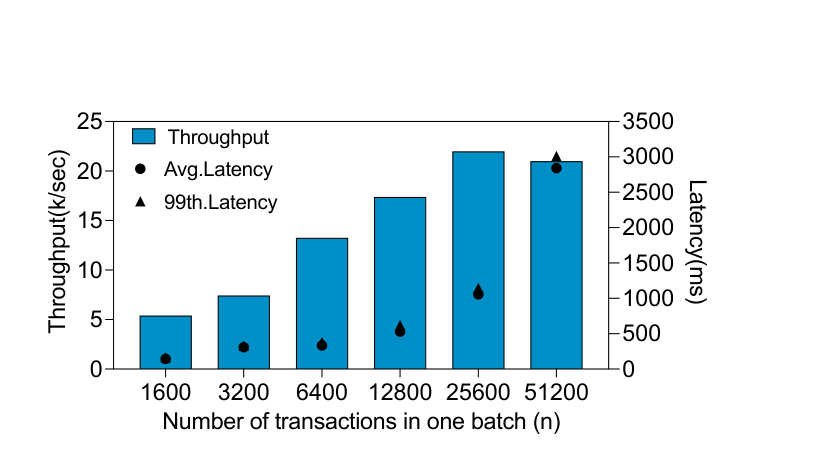 25
20
15
10
5
0
Throughput(k/sec)
Throughput
Avg.Latency
99th.Latency
3500
3000
2500
2000
1500
1000
500
0
Latency(ms)
1600 3200 6400 12800 25600 51200
Number of transactions in one batch (n)